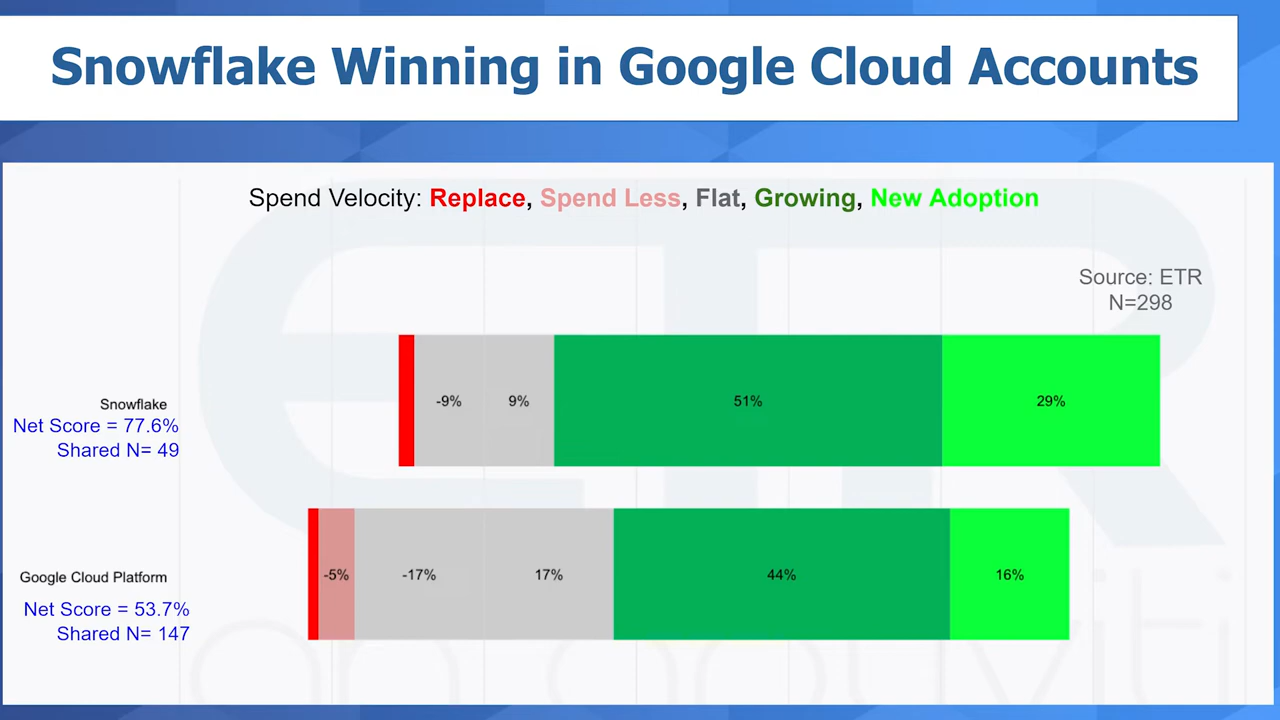 Snowflake Winning in Google Cloud Accounts
Spend Velocity: Replace, Spend Less, Flat, Growing, New Adoption
Source: ETR
N=298
Snowflake
Net Score = 77.6%
Shared N= 49
-9%
9%
51%
29%
Google Cloud Platform
Net Score = 53.7%
Shared N= 147
-5%
-17%
17%
44%
16%
ETR